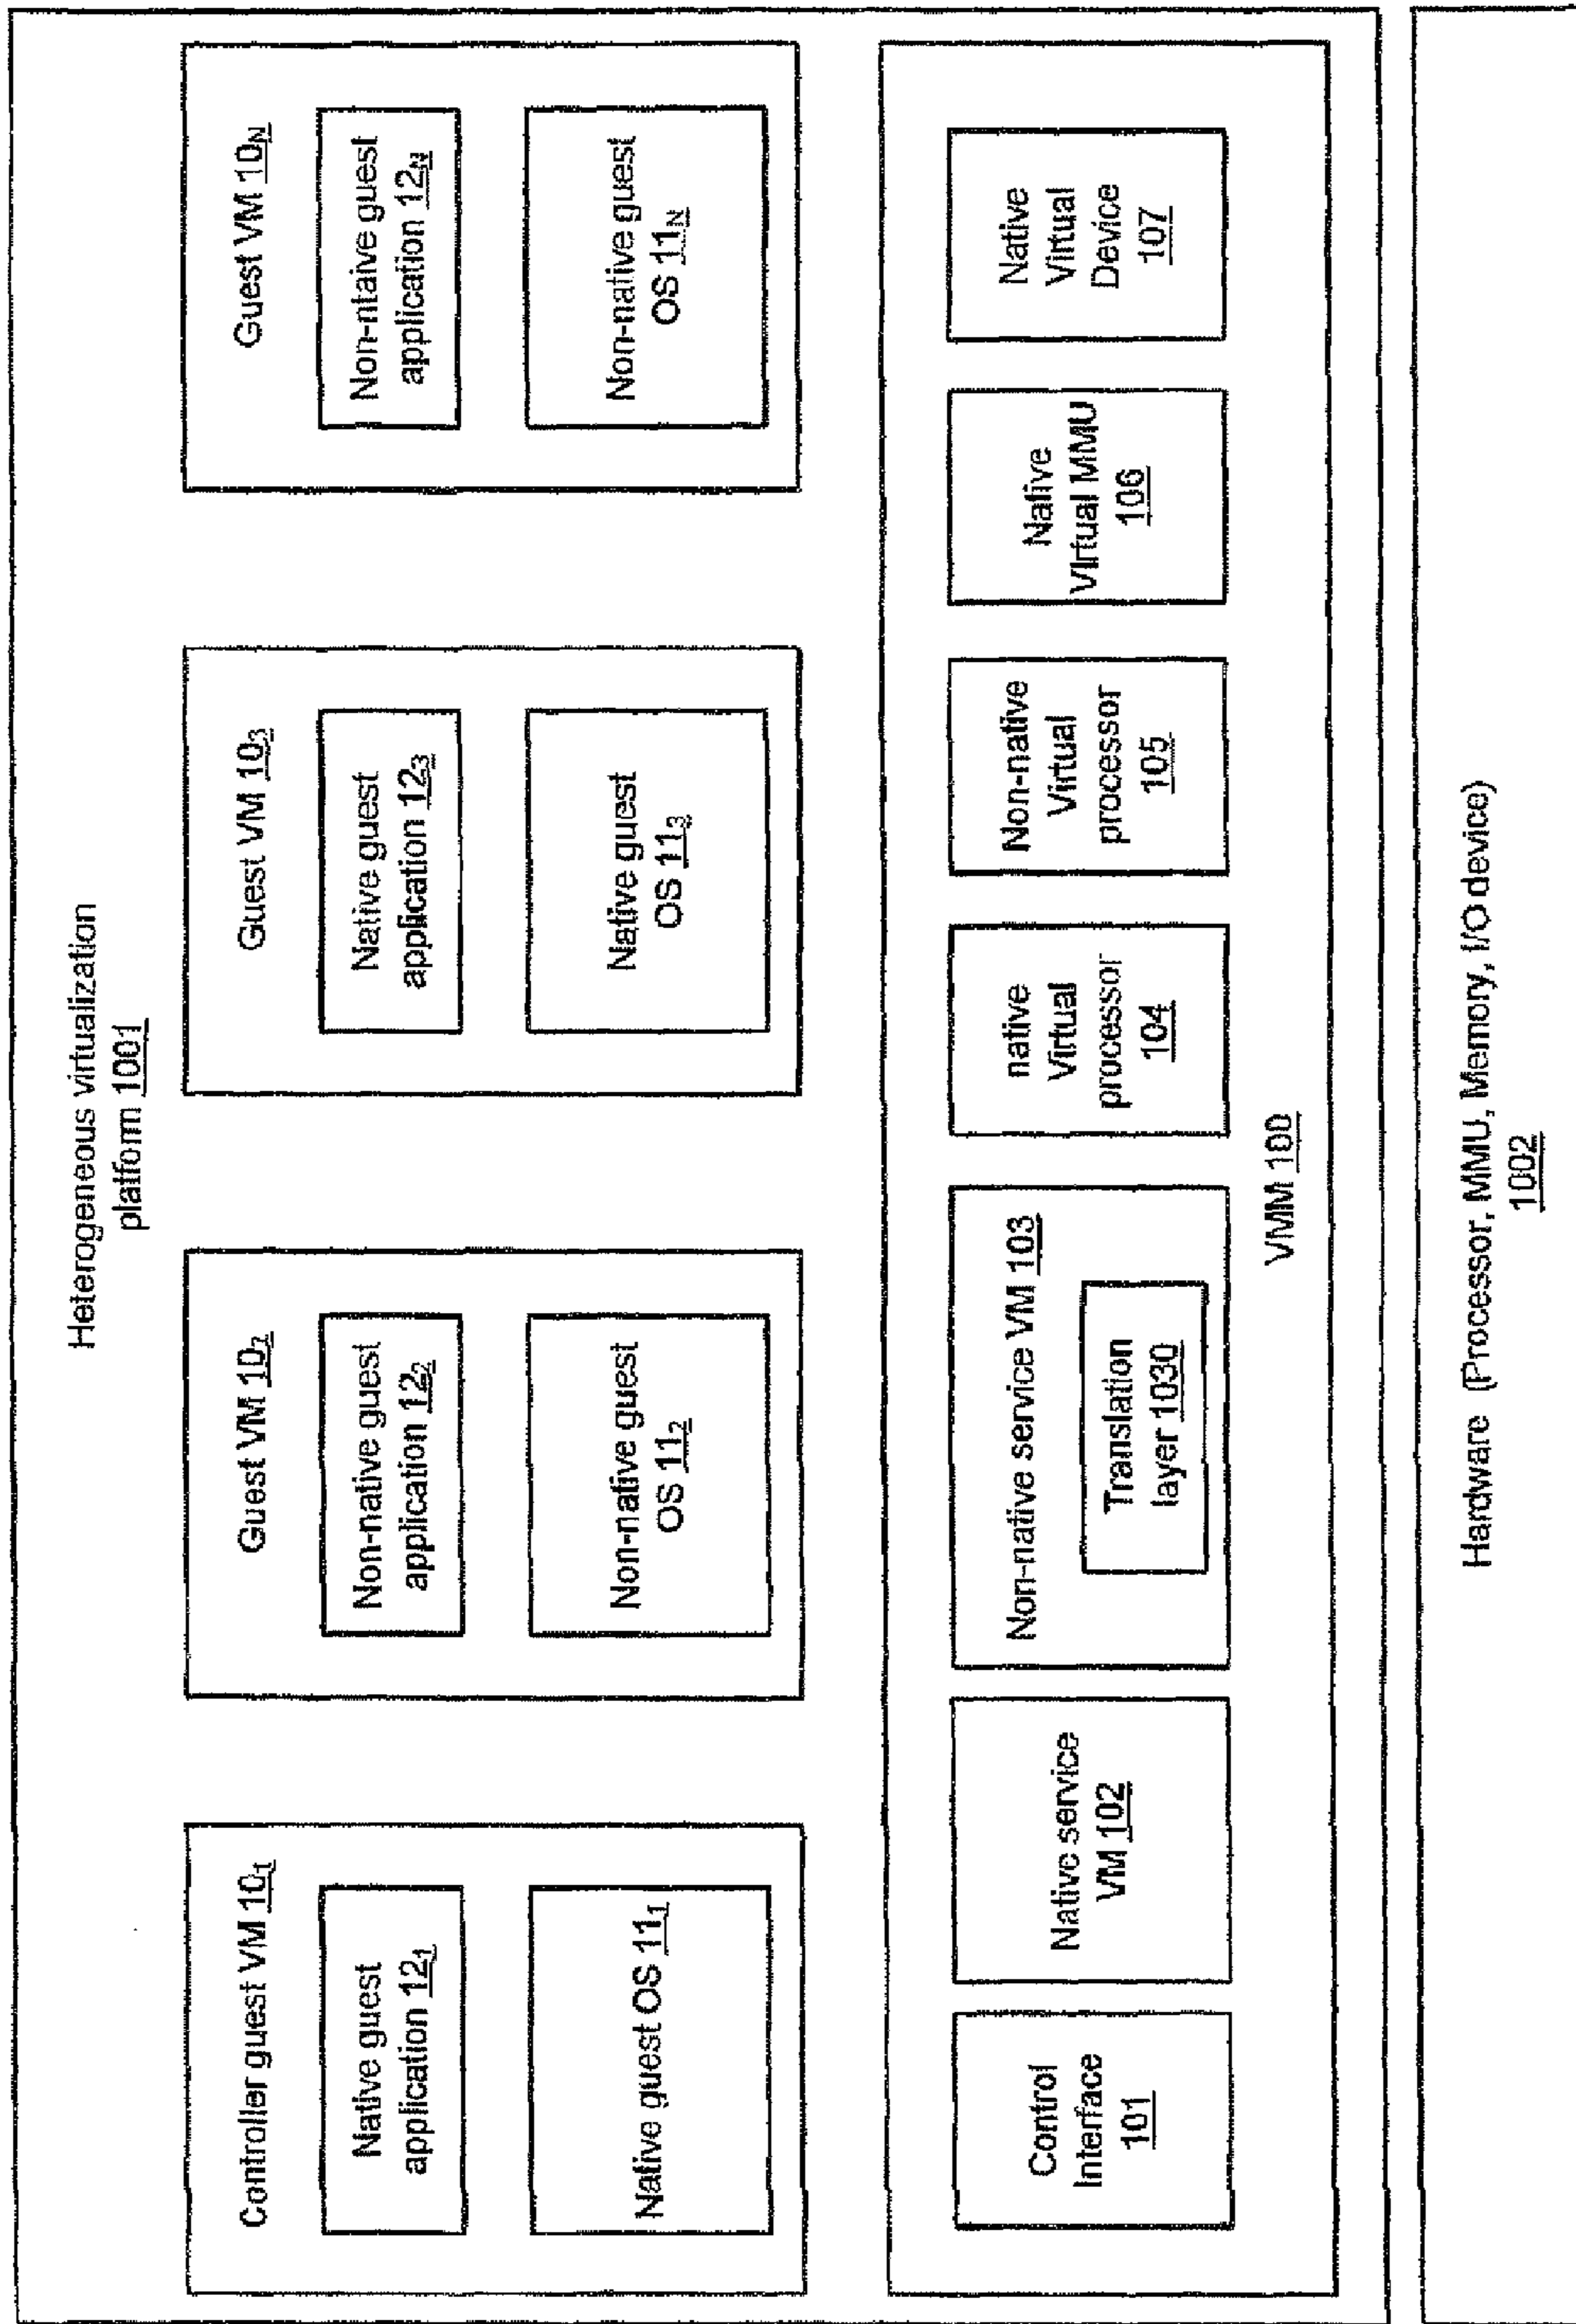 Heterogeneous virtualization
platform 1001
Controller guest VM 10₁
Native guest
application 12₁
Native guest OS 11₁
Guest VM 10₂
Non-native guest
application 12₂
Non-native guest
OS 11₂
Guest VM 10₃
Native guest
application 12₃
Native guest
OS 11₃
Guest VM 10N
Non-ntaive guest
application 12N
Non-native guest
OS 11N
Control
Interface
101
Native service
VM 102
Non-native service VM 103
Translation
layer 1030
native
Virtual
processor
104
Non-native
Virtual
processor
105
Native
Virtual MMU
106
Native
Virtual
Device
107
VMM 100
Hardware (Processor, MMU, Memory, I/O device)
1002